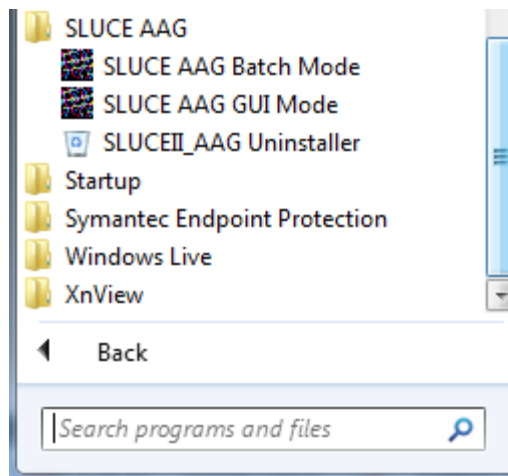 SLUCE AAG
SLUCE AAG Batch Mode
SLUCE AAG GUI Mode
SLUCEII_AAG Uninstaller
Startup
Symantec Endpoint Protection
Windows Live
XnView
Back
Search programs and files